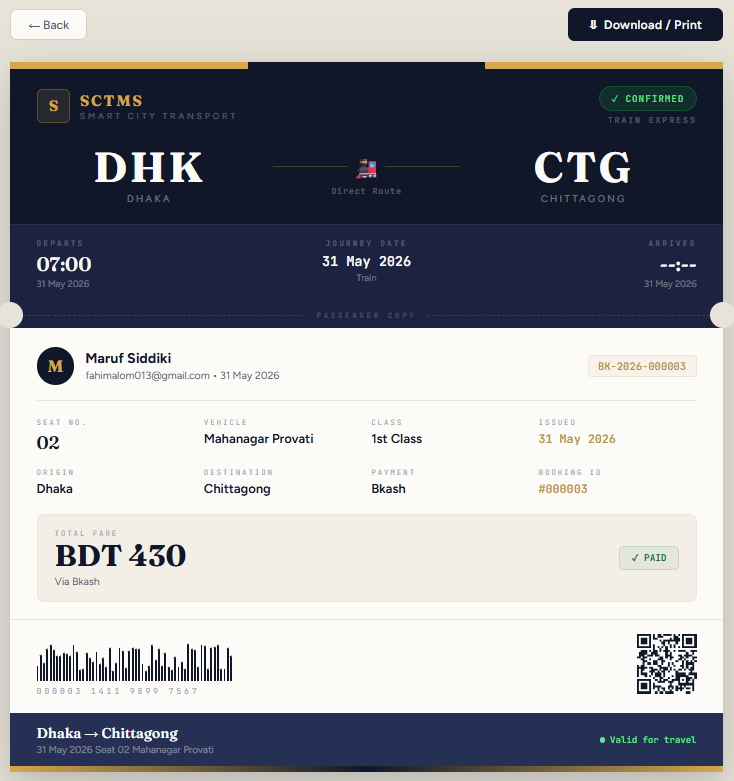 ← Back
⬇ Download / Print
S
SCTMS
SMART CITY TRANSPORT
✓ CONFIRMED
TRAIN EXPRESS
DHK
DHAKA
Direct Route
CTG
CHITTAGONG
DEPARTS
07:00
31 May 2026
JOURNEY DATE
31 May 2026
Train
ARRIVES
--:--
31 May 2026
PASSENGER COPY
M
Maruf Siddiki
fahimalom013@gmail.com • 31 May 2026
BK-2026-000003
SEAT NO.
02
VEHICLE
Mahanagar Provati
CLASS
1st Class
ISSUED
31 May 2026
ORIGIN
Dhaka
DESTINATION
Chittagong
PAYMENT
Bkash
BOOKING ID
#000003
TOTAL FARE
BDT 430
Via Bkash
✓ PAID
000003 1411 9899 7567
Dhaka → Chittagong
31 May 2026 Seat 02 Mahanagar Provati
● Valid for travel